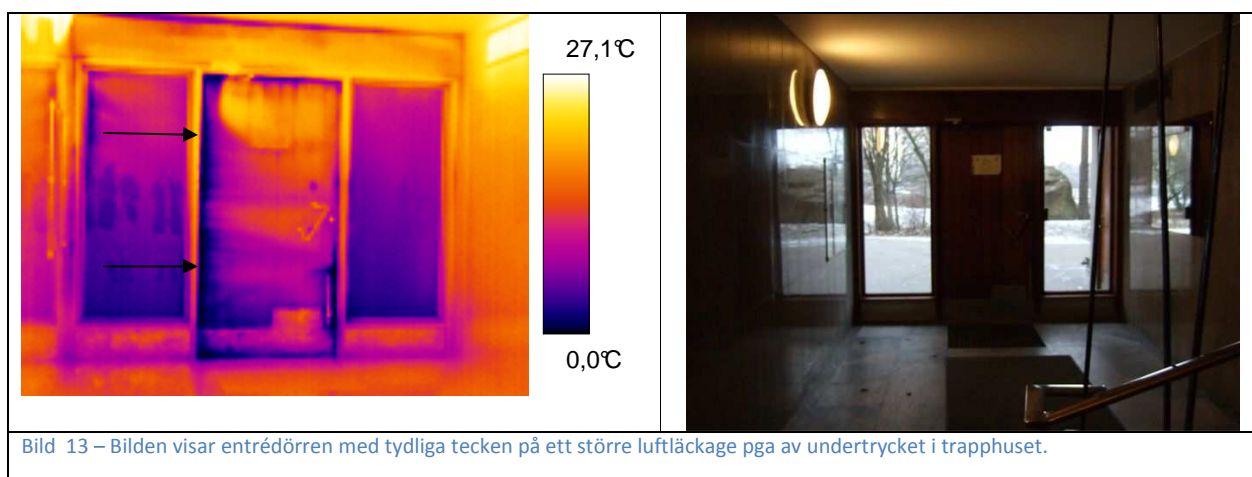 27,1°C
0,0°C
Bild 13 – Bilden visar entrédörren med tydliga tecken på ett större luftläckage pga av undertrycket i trapphuset.